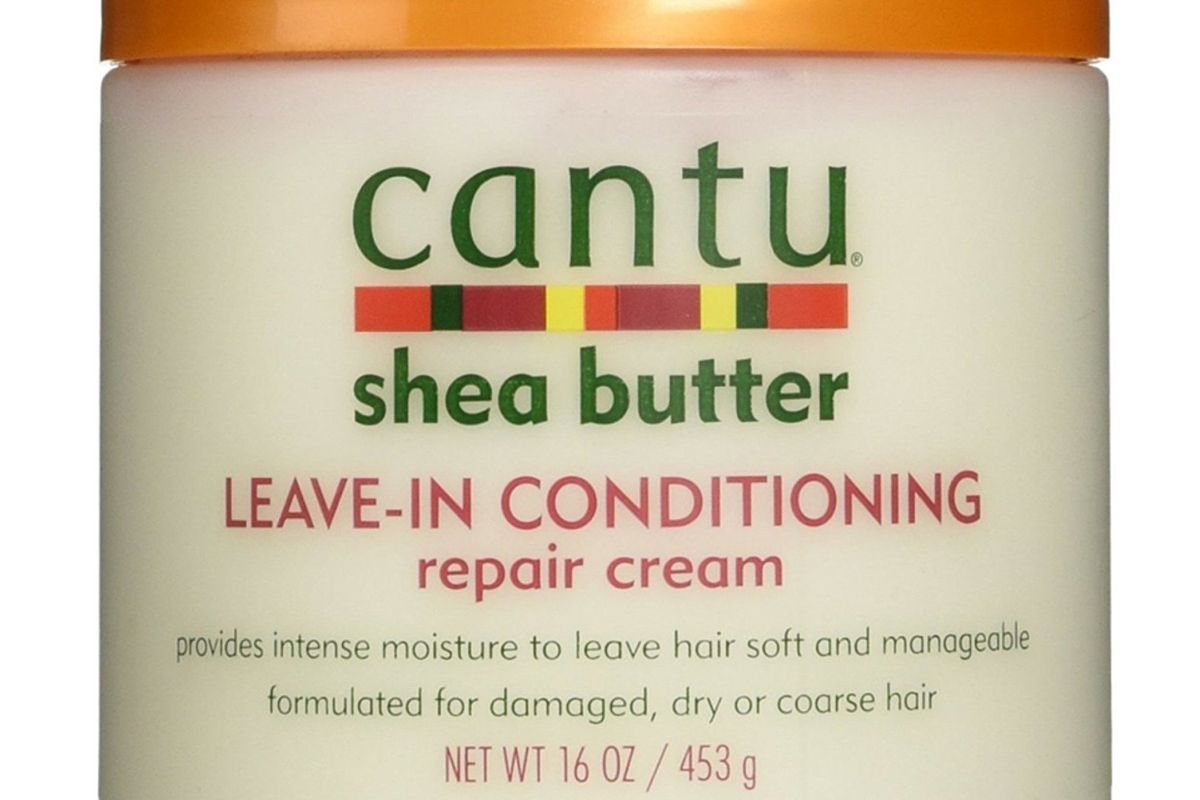 cantu®
shea butter
LEAVE-IN CONDITIONING
repair cream
provides intense moisture to leave hair soft and manageable
formulated for damaged, dry or coarse hair
NET WT 16 OZ / 453 g